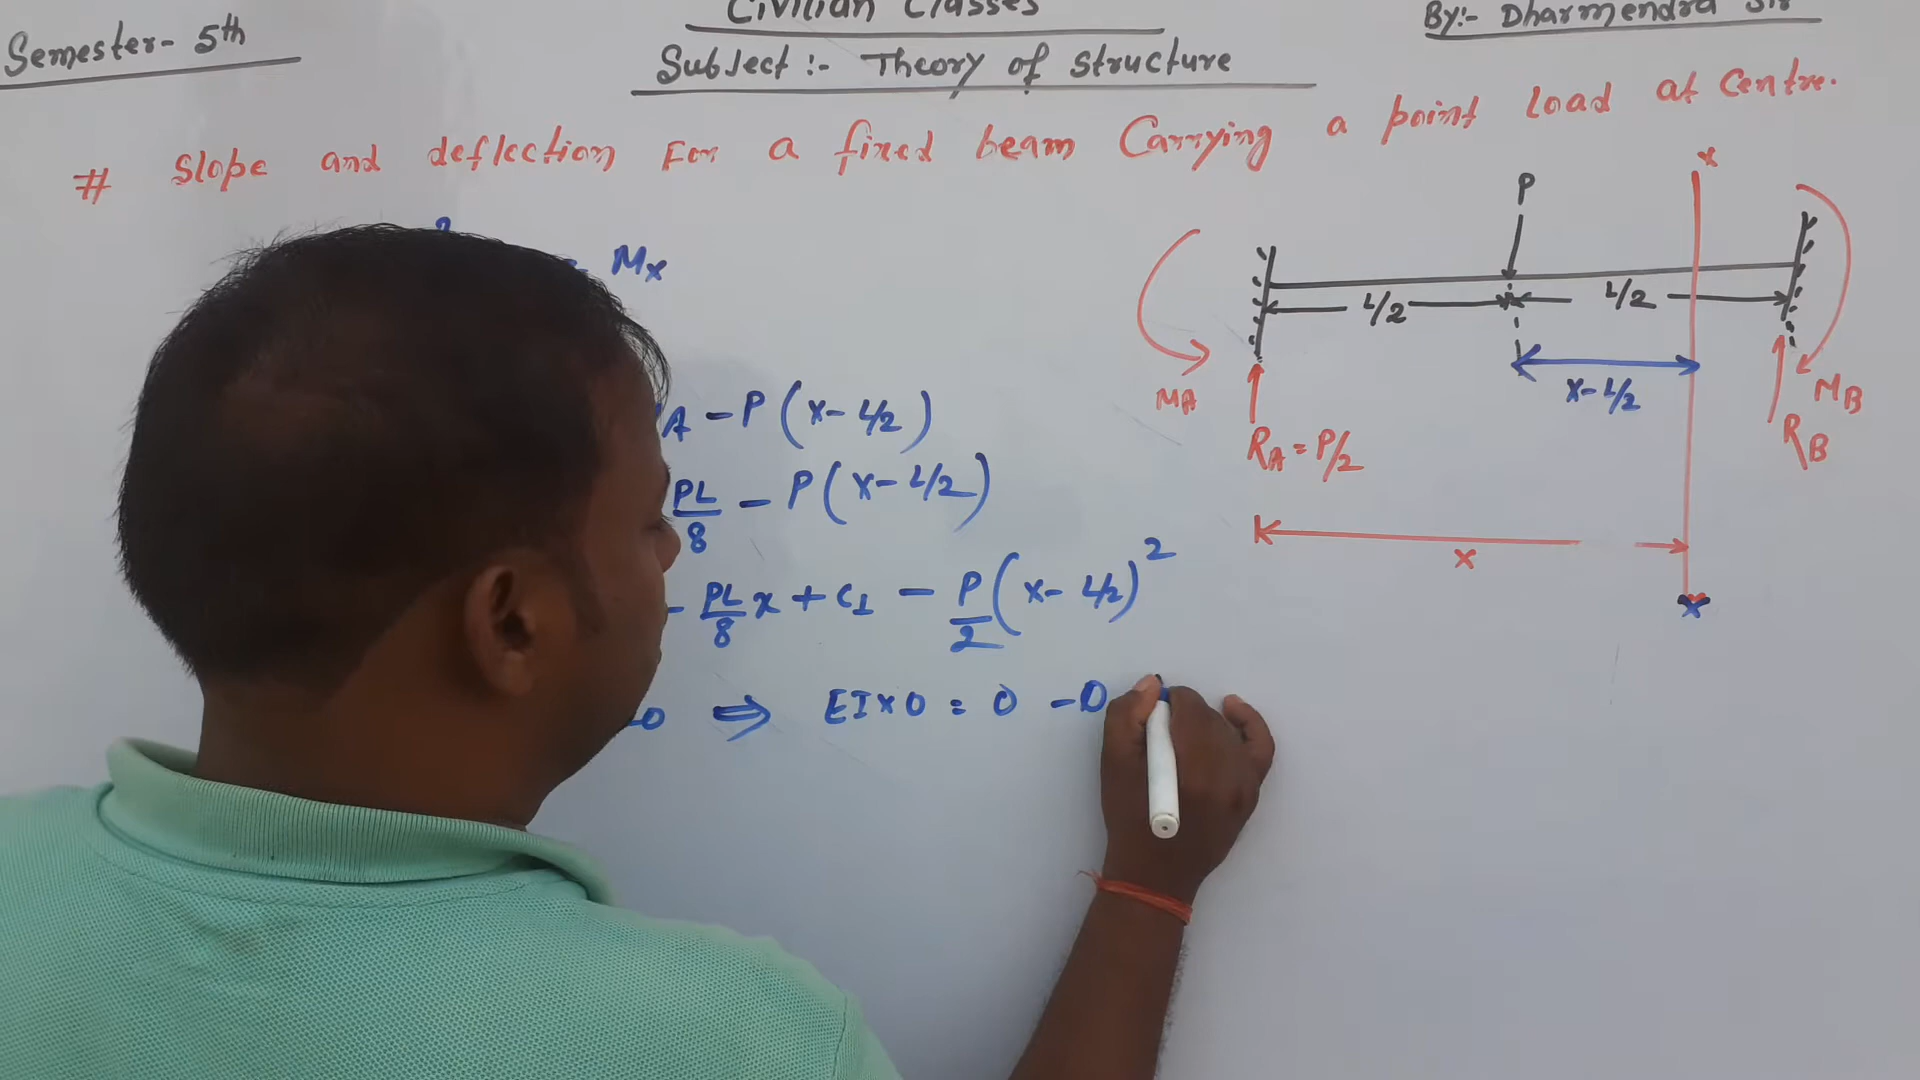 Civilian Classes
By:- Dharmendra Sir
Semester- 5th
Subject :- Theory of structure
# Slope and deflection For a fixed beam Carrying a point Load at Centre.
x
P
= Mx
L/2
L/2
x-L/2
MA
MB
A - P(x- L/2)
RA = P/2
RB
PL/8 - P(x- L/2)
x
- PL/8 x + C1 - P/2 (x- L/2)²
x
=0 ⇒ EI×0 = 0 -0